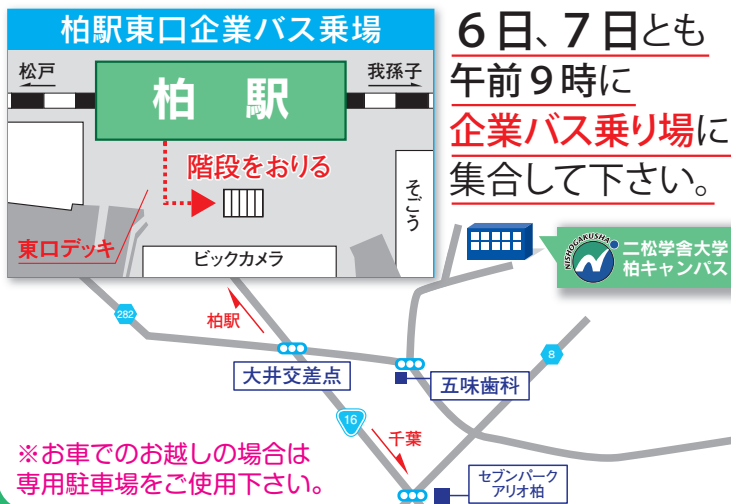 柏駅東口企業バス乗場
松戸
我孫子
柏 駅
階段をおりる
そごう
東口デッキ
ビックカメラ
6日、7日とも
午前9時に
企業バス乗り場に
集合して下さい。
NISHOGAKUSHA
二松学舎大学
柏キャンパス
282
柏駅
大井交差点
五味歯科
8
16
千葉
セブンパーク
アリオ柏
※お車でのお越しの場合は
専用駐車場をご使用下さい。